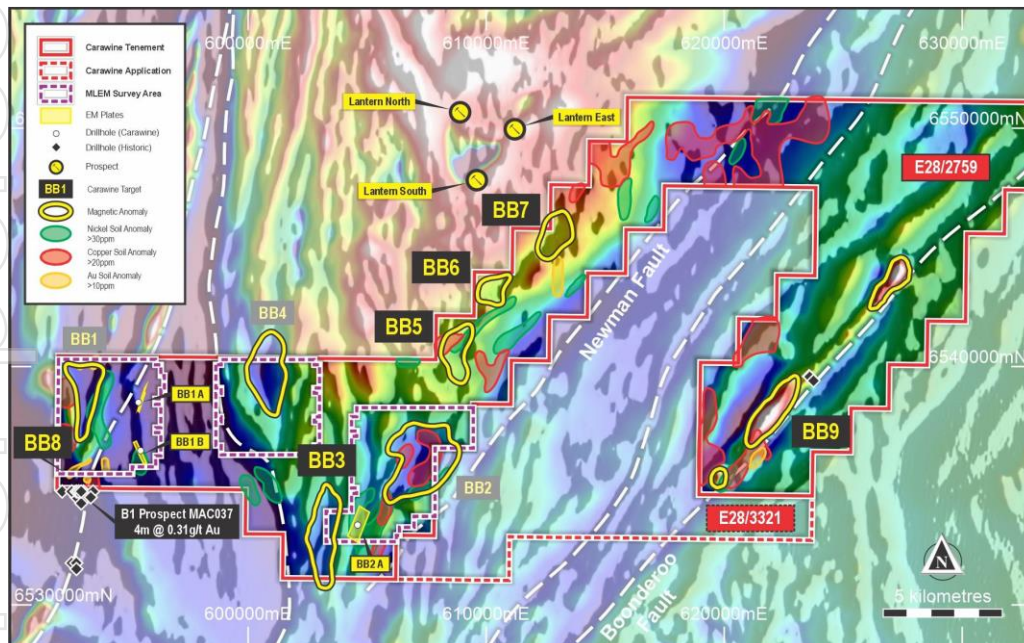 600000mE
610000mE
620000mE
630000mE
Carawine Tenement
Carawine Application
MLEM Survey Area
EM Plates
Drillhole (Carawine)
Drillhole (Historic)
Prospect
BB1
Carawine Target
Magnetic Anomaly
Nickel Soil Anomaly
>30ppm
Copper Soil Anomaly
>20ppm
Au Soil Anomaly
>10ppm
Lantern North
Lantern East
Lantern South
6550000mN
E28/2759
BB7
BB6
BB5
Newman Fault
BB4
BB1
6540000mN
BB1A
BB1B
BB8
BB3
BB9
BB2
B1 Prospect MAC037
4m @ 0.31g/t Au
E28/3321
BB2A
Boonderoo
Fault
N
6530000mN
600000mE
610000mE
620000mE
5 kilometres